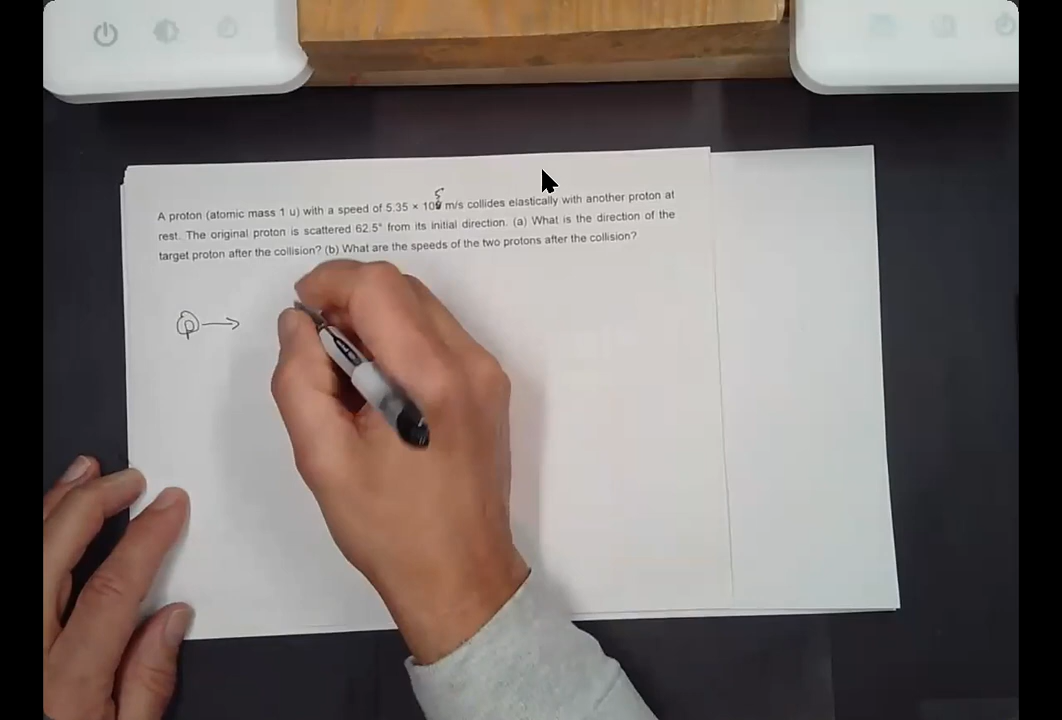 A proton (atomic mass 1 u) with a speed of 5.35 × 10⁵ m/s collides elastically with another proton at
rest. The original proton is scattered 62.5° from its initial direction. (a) What is the direction of the
target proton after the collision? (b) What are the speeds of the two protons after the collision?
p